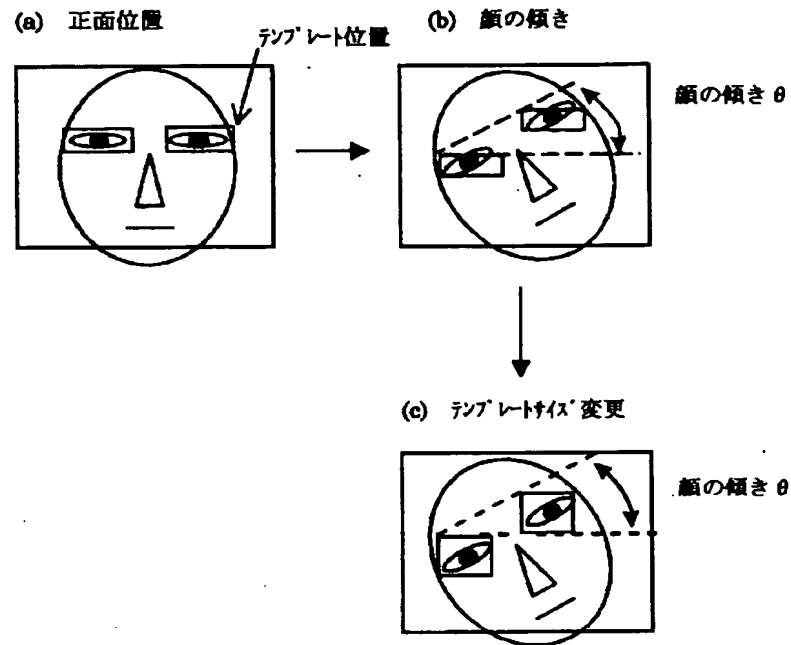 (a) 正面位置
ﾃﾝﾌﾟﾚｰﾄ位置
(b) 顔の傾き
顔の傾き θ
(c) ﾃﾝﾌﾟﾚｰﾄｻｲｽﾞ変更
顔の傾き θ